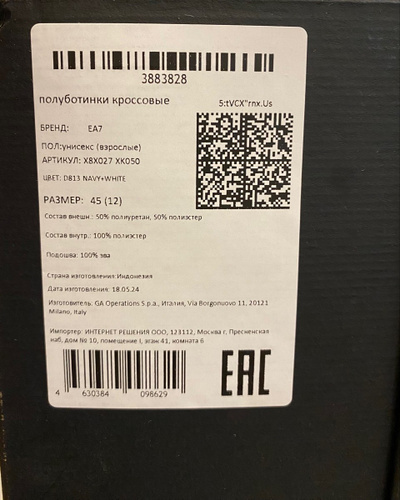 3883828
полуботинки кроссовые
5:tVCX"rnx.Us
БРЕНД: EA7
ПОЛ:унисекс (взрослые)
АРТИКУЛ: X8X027 XK050
ЦВЕТ: D813 NAVY+WHITE
РАЗМЕР: 45 (12)
Состав внешн.: 50% полиуретан, 50% полиэстер
Состав внутр.: 100% полиэстер
Подошва: 100% эва
Страна изготовления: Индонезия
Дата изготовления: 18.05.24
Изготовитель: GA Operations S.p.a., Италия, Via Borgonuovo 11, 20121
Milano, Italy
Импортер: ИНТЕРНЕТ РЕШЕНИЯ ООО, 123112, Москва г, Пресненская
наб, дом № 10, помещение I, этаж 41, комната 6
4 630384 098629
EAC